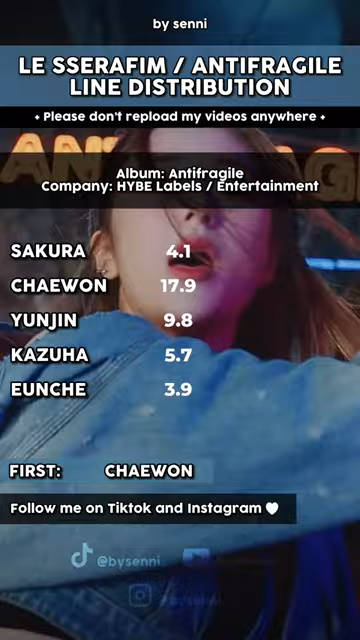 by senni
LE SSERAFIM / ANTIFRAGILE
LINE DISTRIBUTION
✦ Please don't repload my videos anywhere ✦
Album: Antifragile
Company: HYBE Labels / Entertainment
SAKURA 4.1
CHAEWON 17.9
YUNJIN 9.8
KAZUHA 5.7
EUNCHE 3.9
FIRST: CHAEWON
Follow me on Tiktok and Instagram 🤍
@bysenni